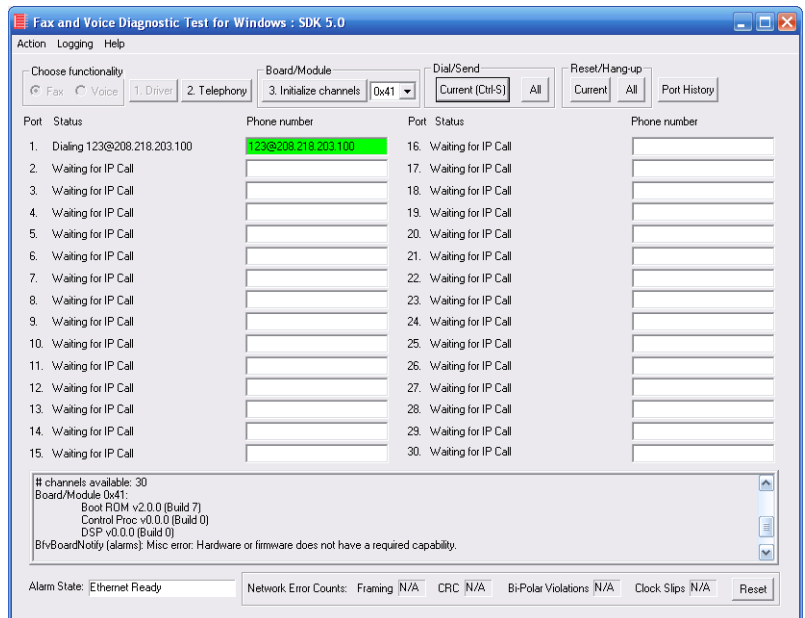 Fax and Voice Diagnostic Test for Windows : SDK 5.0
Action Logging Help
Choose functionality Board/Module Dial/Send Reset/Hang-up
Fax Voice 1. Driver 2. Telephony 3. Initialize channels 0x41 Current (Ctrl-S) All Current All Port History
Port Status Phone number Port Status Phone number
1. Dialing 123@208.218.203.100 123@208.218.203.100 16. Waiting for IP Call
2. Waiting for IP Call 17. Waiting for IP Call
3. Waiting for IP Call 18. Waiting for IP Call
4. Waiting for IP Call 19. Waiting for IP Call
5. Waiting for IP Call 20. Waiting for IP Call
6. Waiting for IP Call 21. Waiting for IP Call
7. Waiting for IP Call 22. Waiting for IP Call
8. Waiting for IP Call 23. Waiting for IP Call
9. Waiting for IP Call 24. Waiting for IP Call
10. Waiting for IP Call 25. Waiting for IP Call
11. Waiting for IP Call 26. Waiting for IP Call
12. Waiting for IP Call 27. Waiting for IP Call
13. Waiting for IP Call 28. Waiting for IP Call
14. Waiting for IP Call 29. Waiting for IP Call
15. Waiting for IP Call 30. Waiting for IP Call
# channels available: 30
Board/Module 0x41:
Boot ROM v2.0.0 (Build 7)
Control Proc v0.0.0 (Build 0)
DSP v0.0.0 (Build 0)
BfvBoardNotify (alarms): Misc error: Hardware or firmware does not have a required capability.
Alarm State: Ethernet Ready Network Error Counts: Framing N/A CRC N/A Bi-Polar Violations N/A Clock Slips N/A Reset